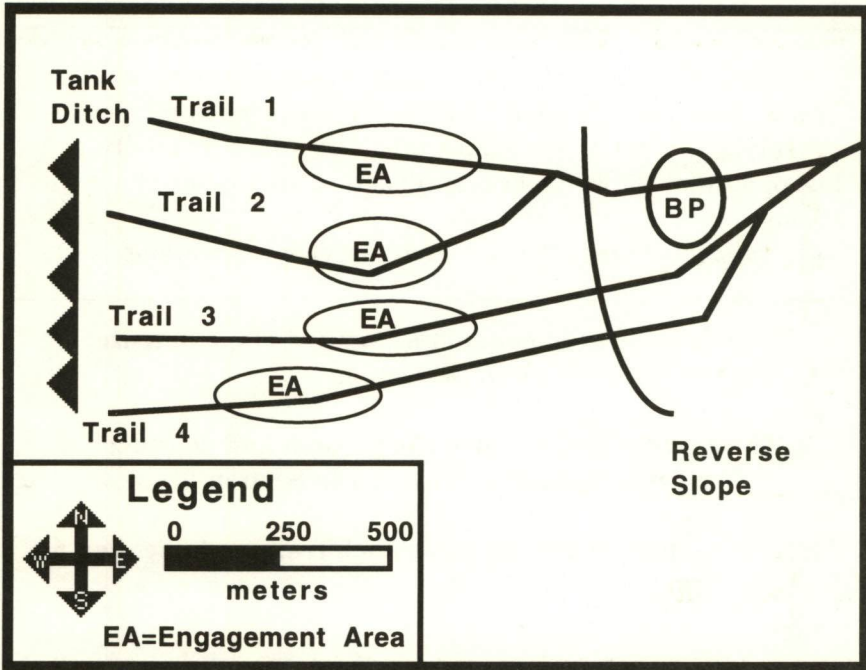 Tank
Ditch
Trail 1
EA
Trail 2
EA
BP
Trail 3
EA
EA
Trail 4
Reverse
Slope
Legend
N
W E
S
0 250 500
meters
EA=Engagement Area